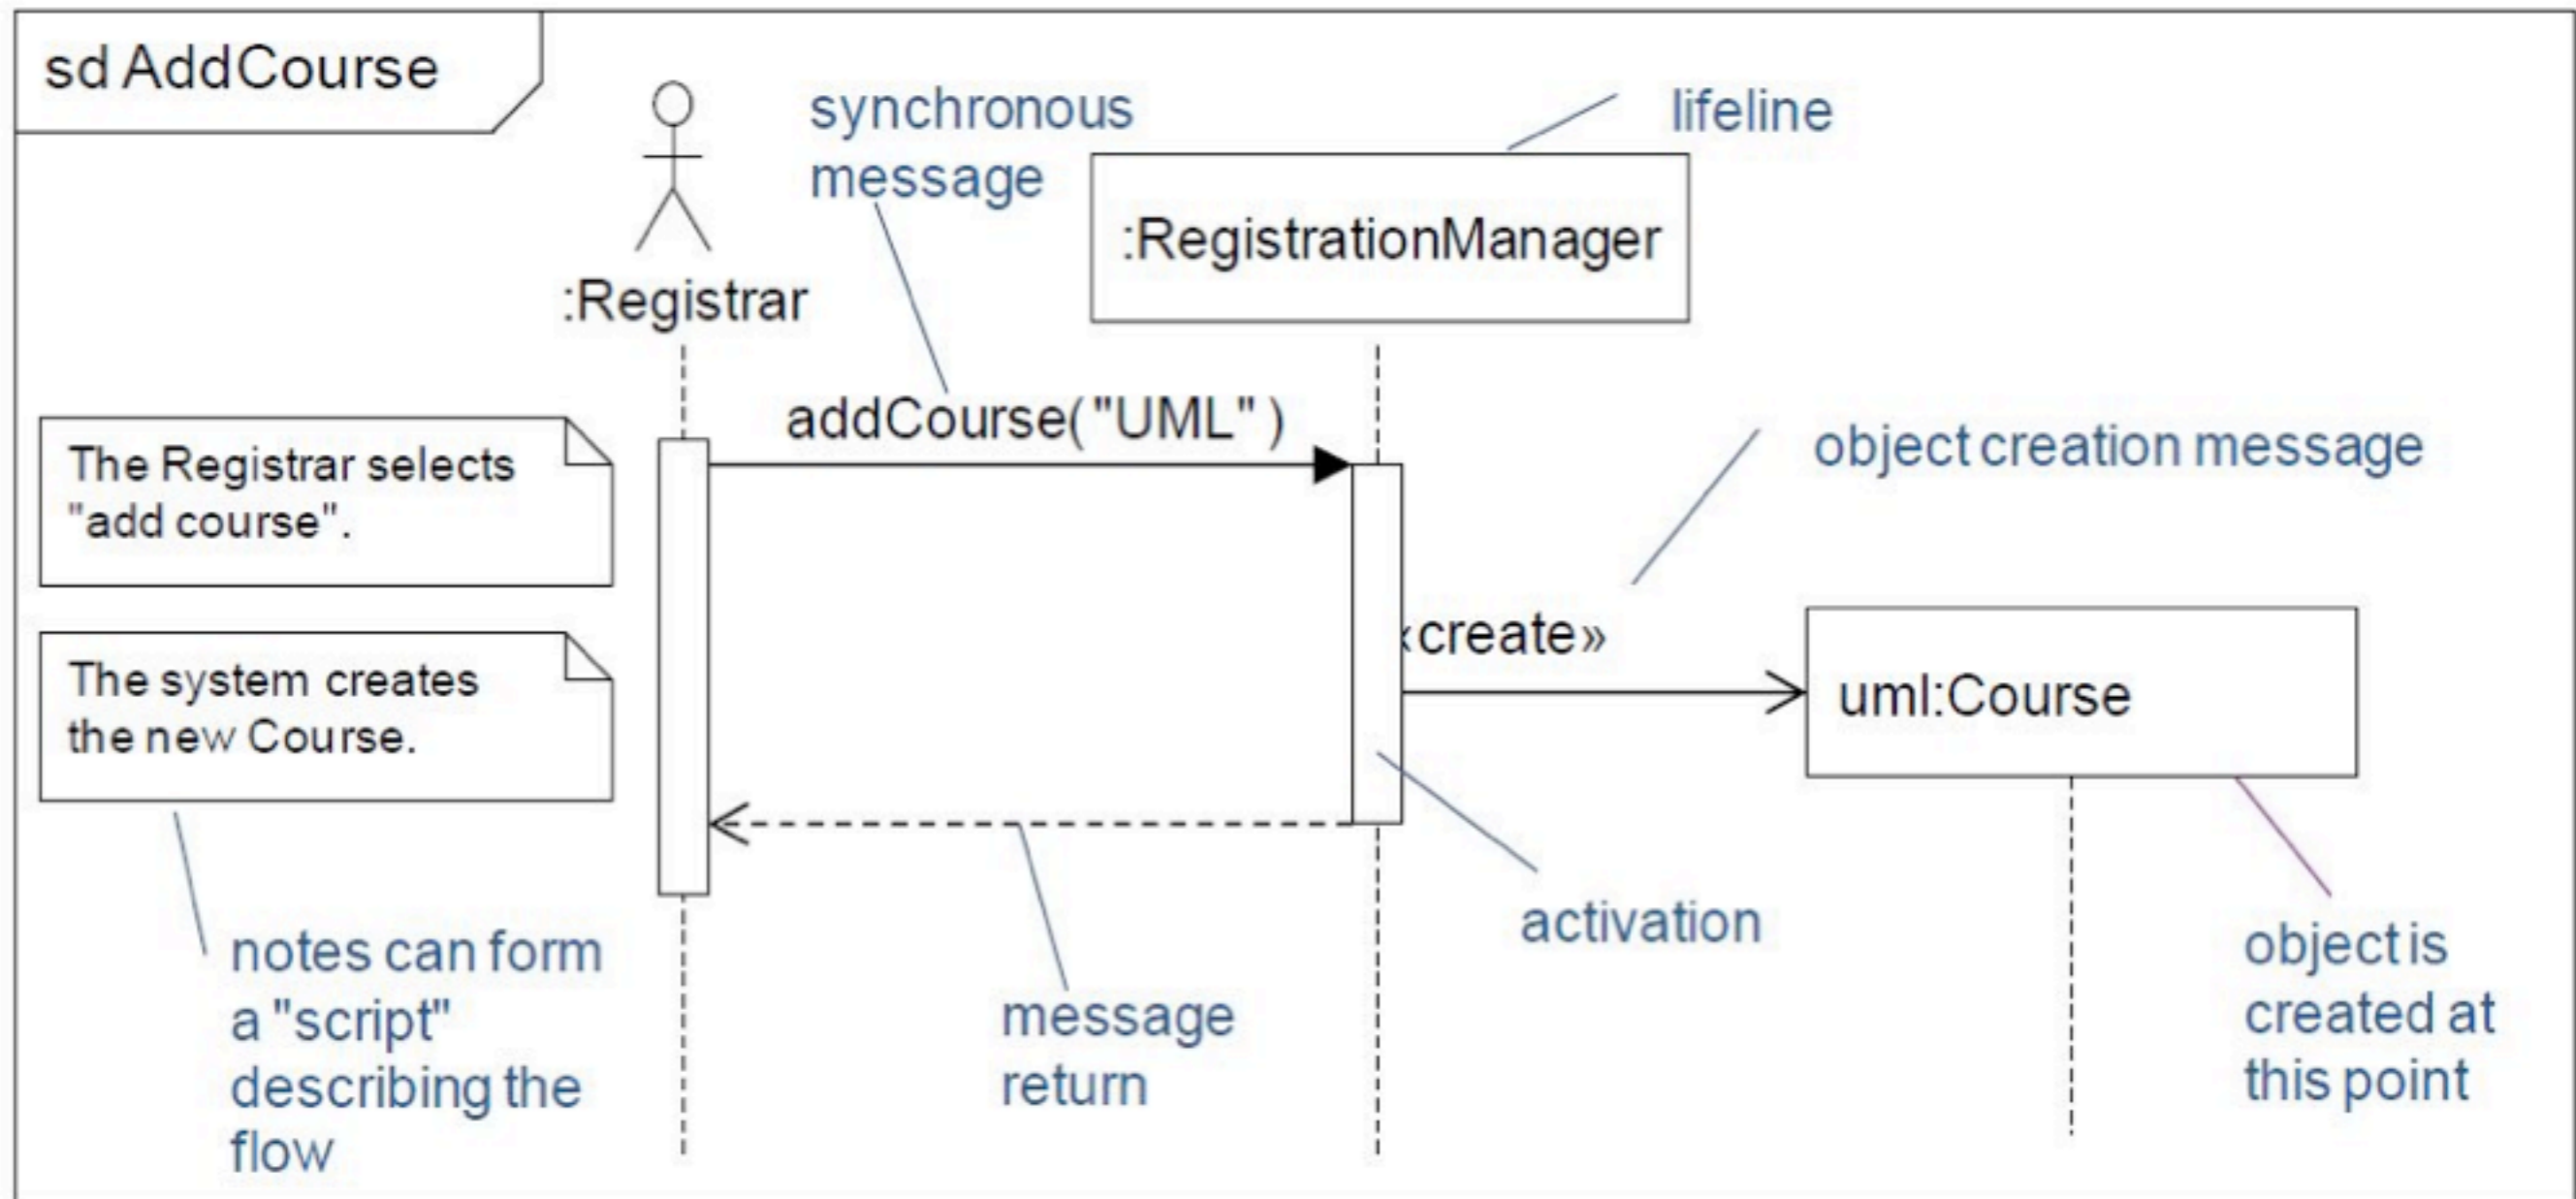 sd AddCourse
synchronous
message
lifeline
:RegistrationManager
:Registrar
addCourse("UML")
The Registrar selects
"add course".
object creation message
«create»
uml:Course
The system creates
the new Course.
activation
notes can form
a "script"
describing the
flow
message
return
object is
created at
this point